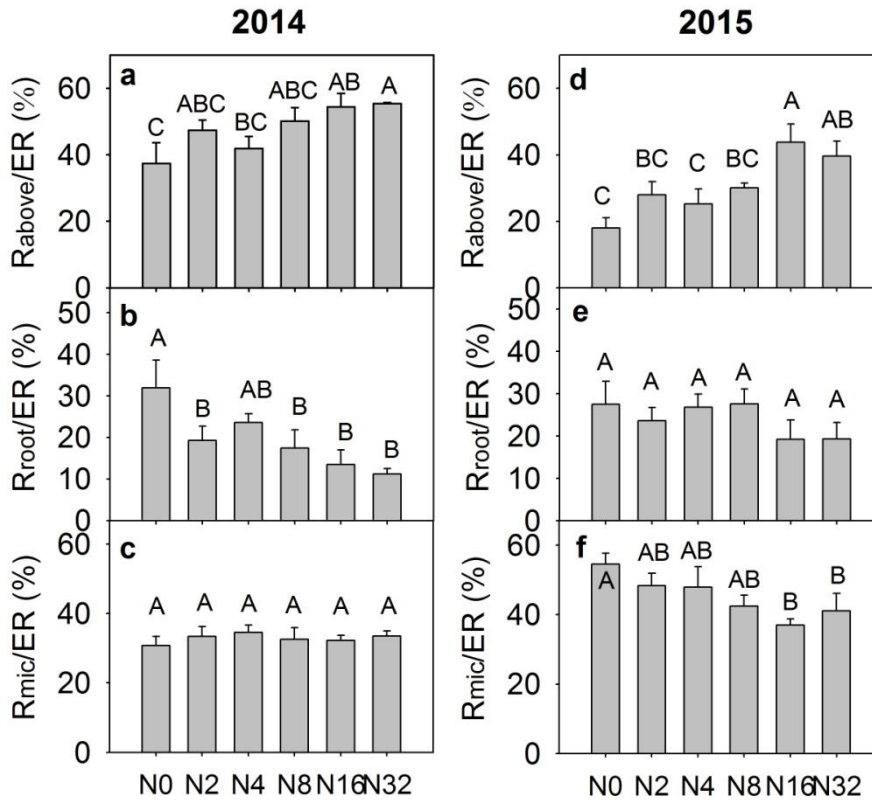 2014
2015
a
60
40
20
0
Rabove/ER (%)
C
ABC
BC
ABC
AB
A
d
60
40
20
0
Rabove/ER (%)
C
BC
C
BC
A
AB
b
50
40
30
20
10
0
Rroot/ER (%)
A
B
AB
B
B
B
e
50
40
30
20
10
0
Rroot/ER (%)
A
A
A
A
A
A
c
60
40
20
0
Rmic/ER (%)
A
A
A
A
A
A
f
60
40
20
0
Rmic/ER (%)
A
AB
AB
AB
B
B
N0 N2 N4 N8 N16 N32
N0 N2 N4 N8 N16 N32